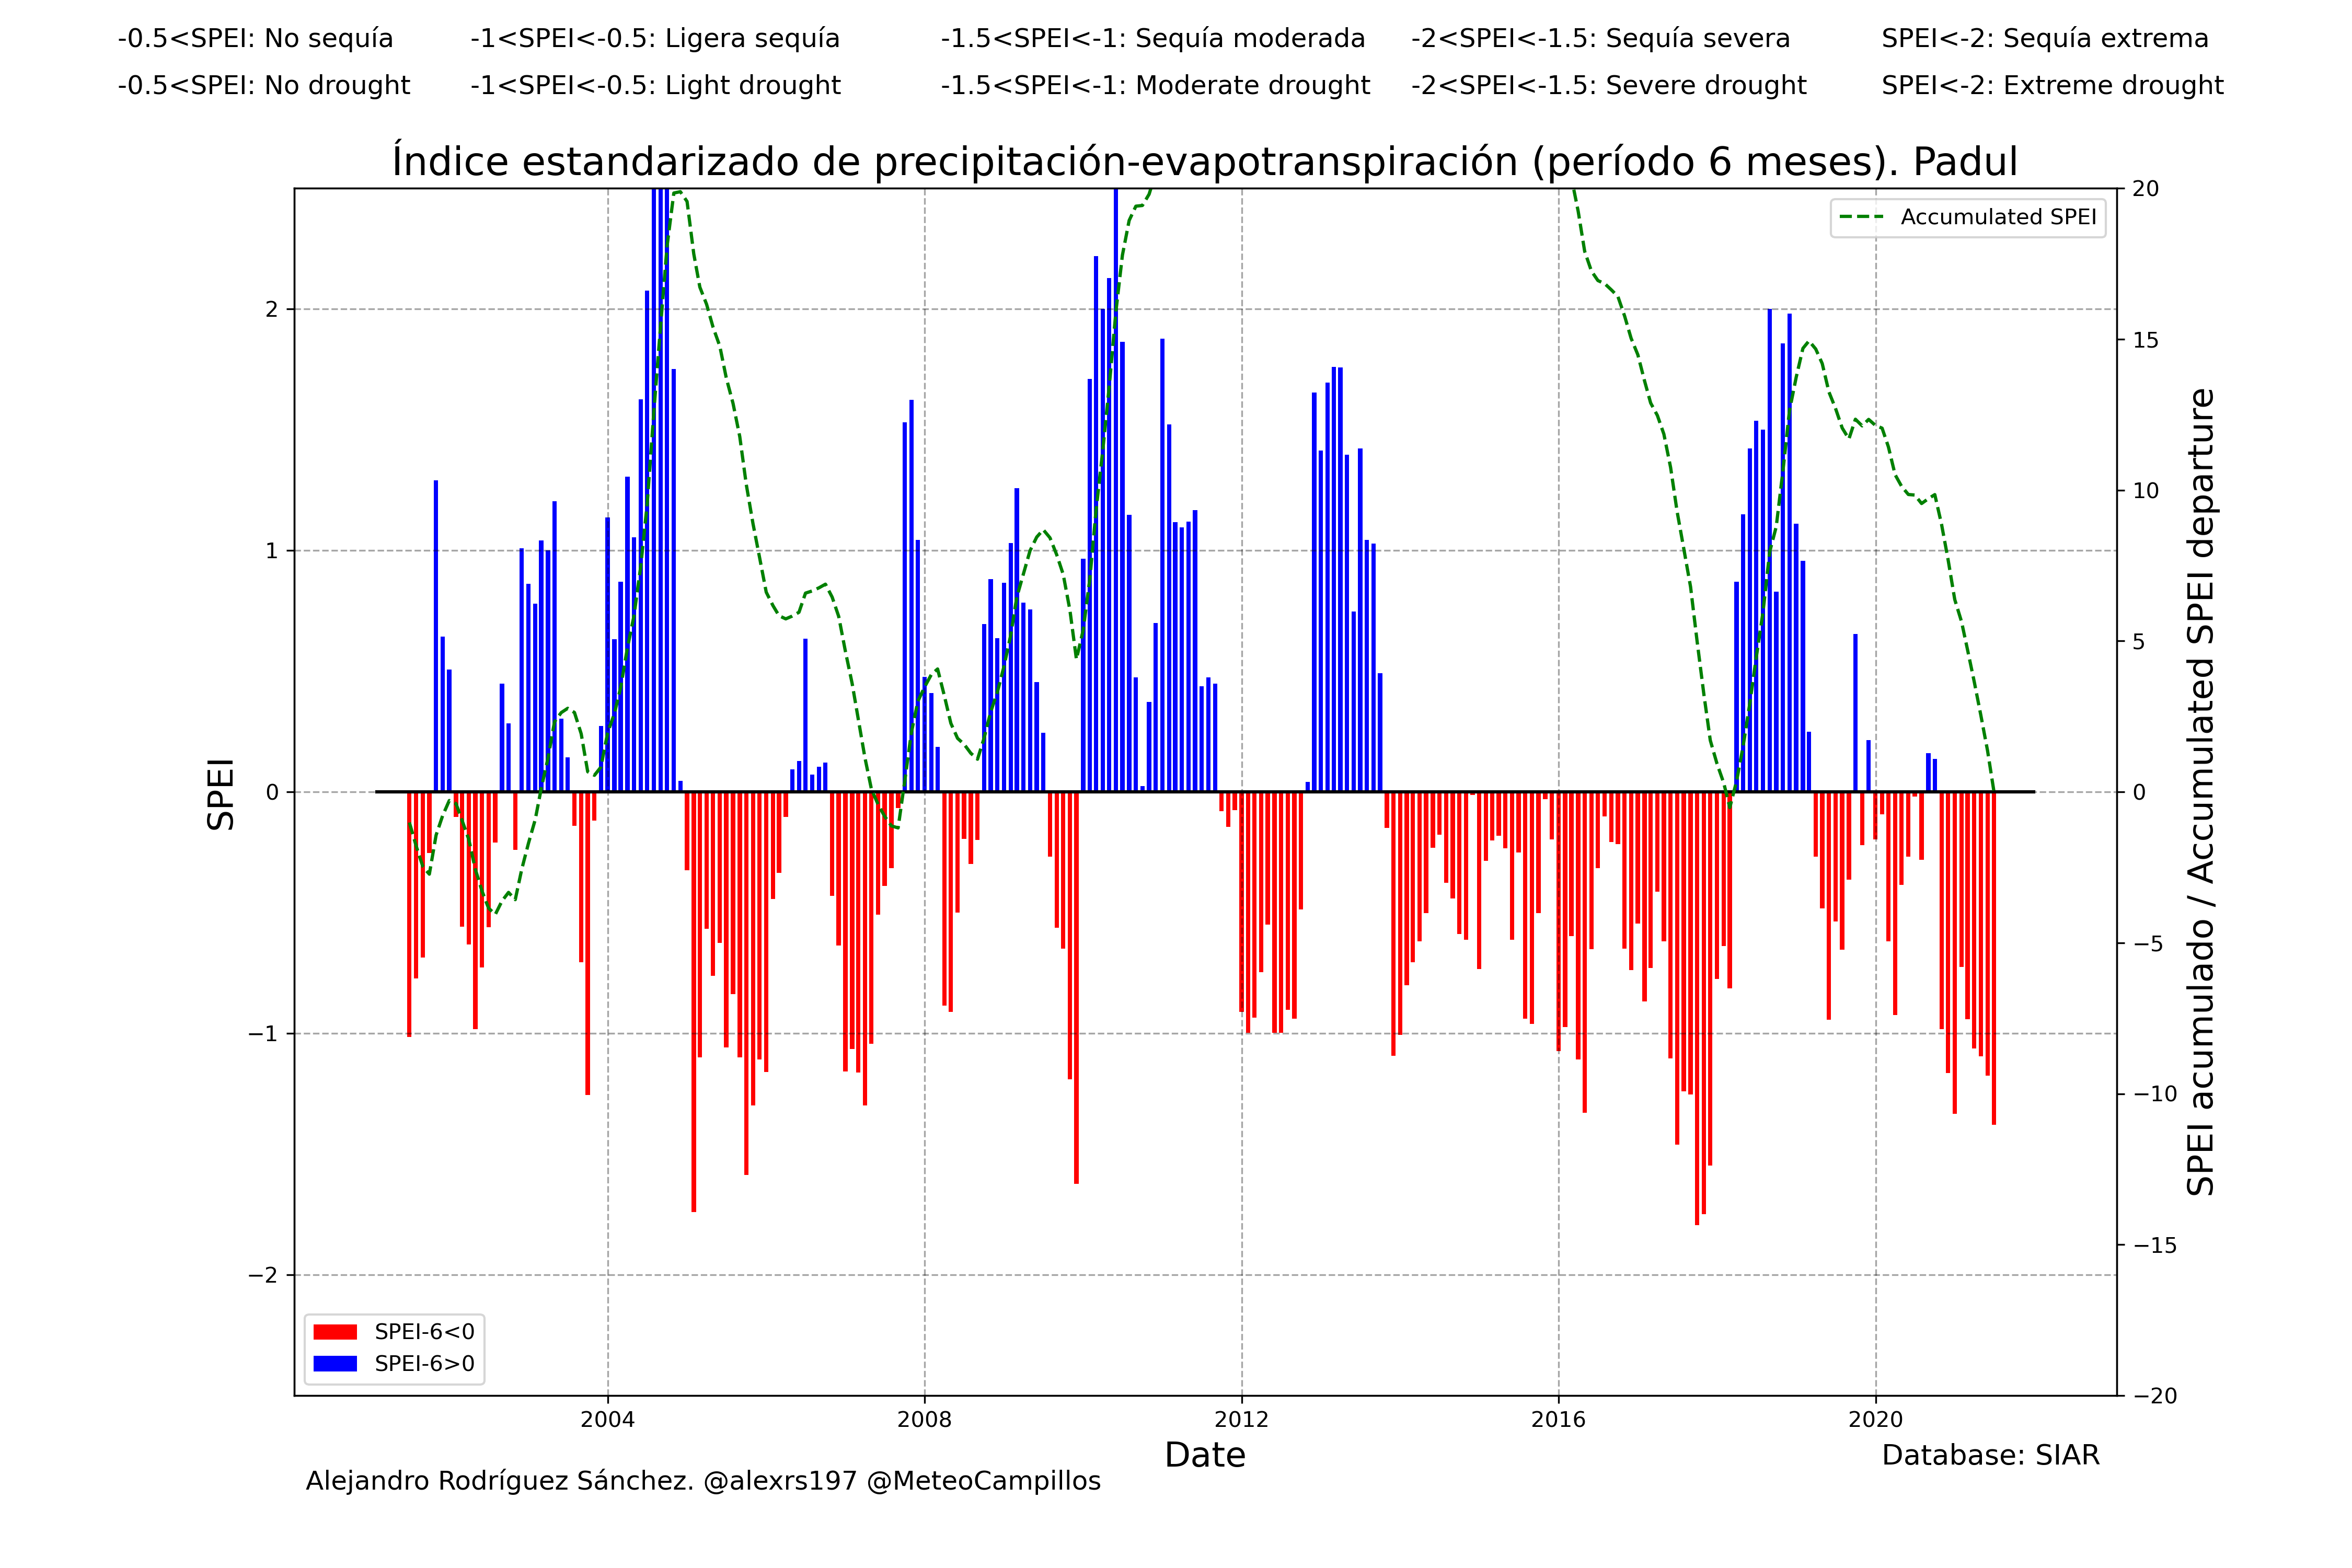 -0.5<SPEI: No sequía -1<SPEI<-0.5: Ligera sequía -1.5<SPEI<-1: Sequía moderada -2<SPEI<-1.5: Sequía severa SPEI<-2: Sequía extrema
-0.5<SPEI: No drought -1<SPEI<-0.5: Light drought -1.5<SPEI<-1: Moderate drought -2<SPEI<-1.5: Severe drought SPEI<-2: Extreme drought
Índice estandarizado de precipitación-evapotranspiración (período 6 meses). Padul
SPEI
2
1
0
−1
−2
Accumulated SPEI
20
15
10
5
0
−5
−10
−15
−20
SPEI acumulado / Accumulated SPEI departure
SPEI-6<0
SPEI-6>0
2004 2008 2012 2016 2020
Date
Database: SIAR
Alejandro Rodríguez Sánchez. @alexrs197 @MeteoCampillos